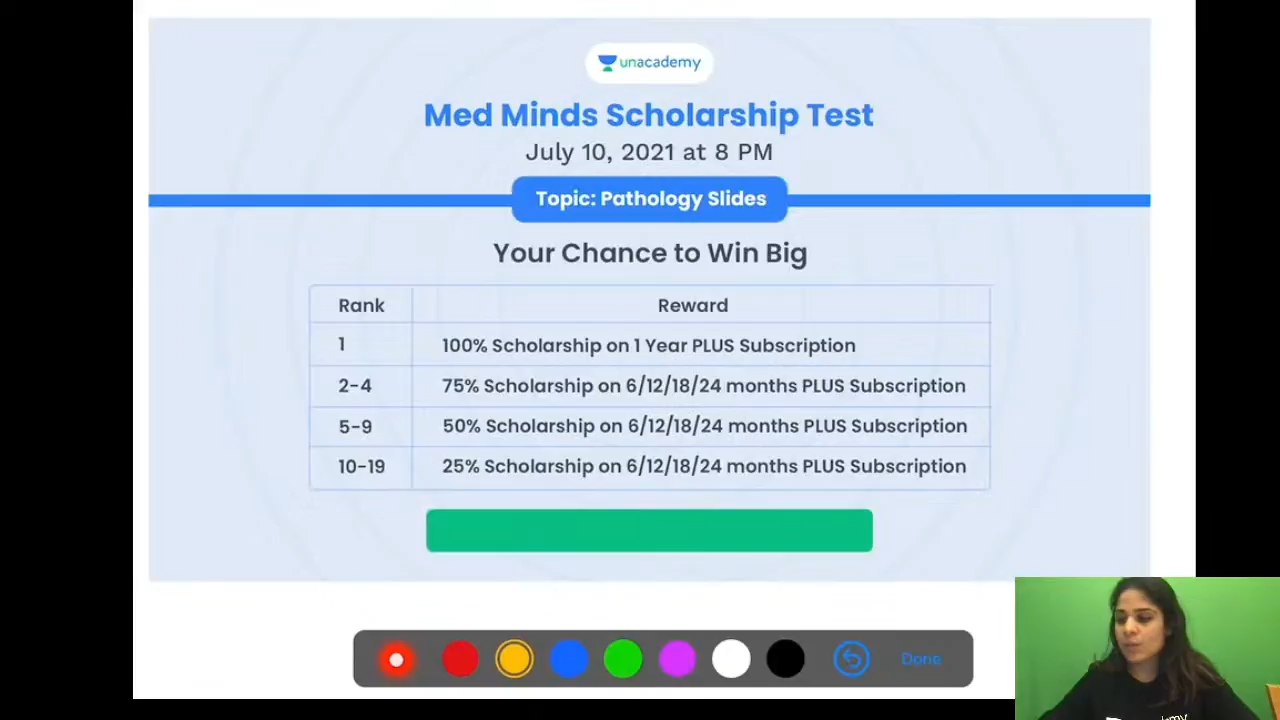 unacademy
Med Minds Scholarship Test
July 10, 2021 at 8 PM
Topic: Pathology Slides
Your Chance to Win Big
Rank Reward
1 100% Scholarship on 1 Year PLUS Subscription
2-4 75% Scholarship on 6/12/18/24 months PLUS Subscription
5-9 50% Scholarship on 6/12/18/24 months PLUS Subscription
10-19 25% Scholarship on 6/12/18/24 months PLUS Subscription
Done